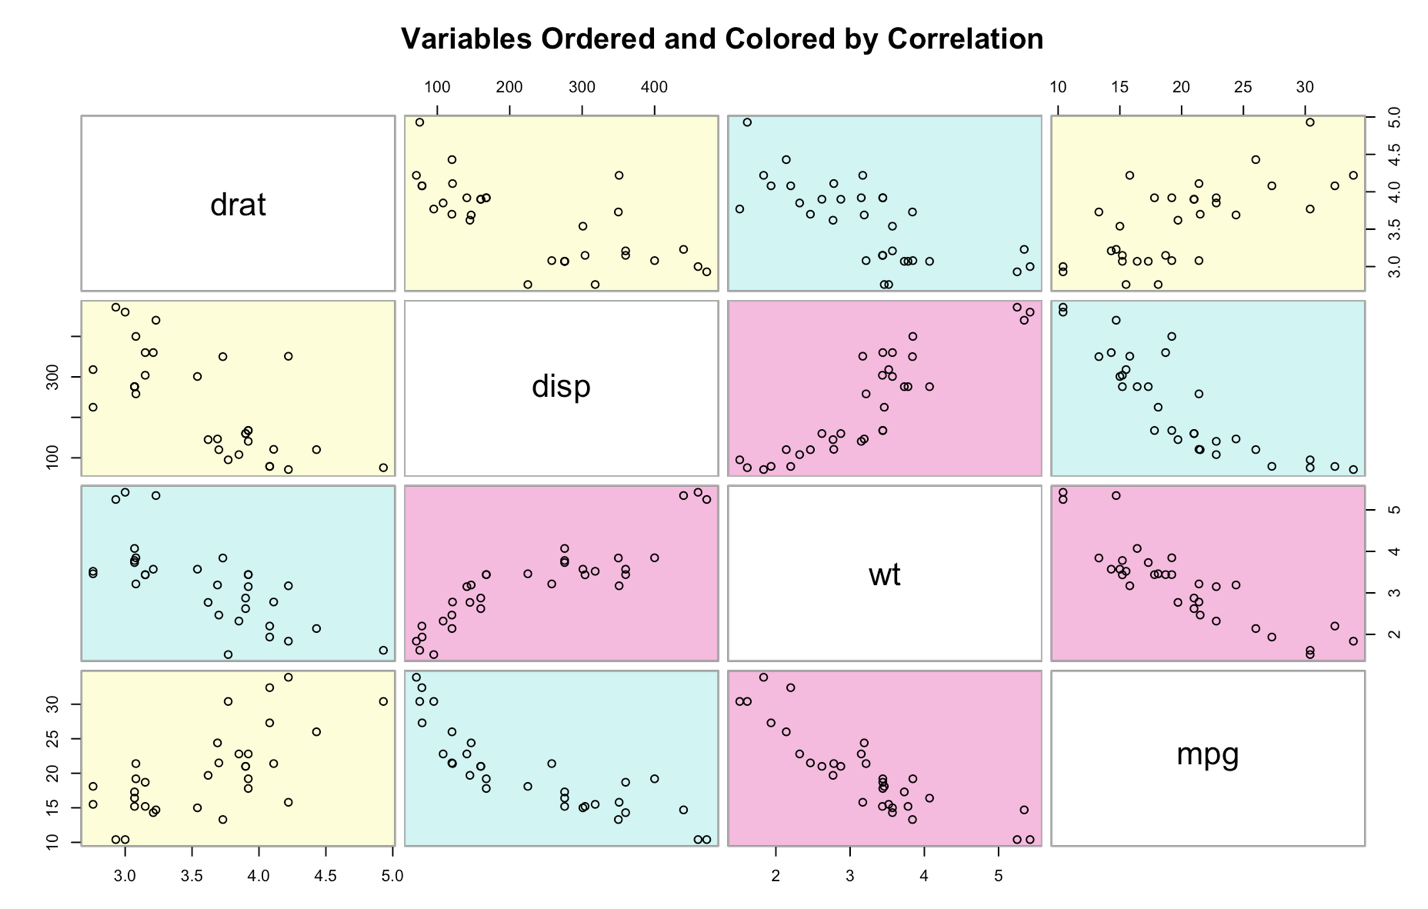 Variables Ordered and Colored by Correlation
100 200 300 400 10 15 20 25 30
drat 3.0 3.5 4.0 4.5 5.0
100 300 disp
wt 2 3 4 5
10 15 20 25 30 mpg
3.0 3.5 4.0 4.5 5.0 2 3 4 5